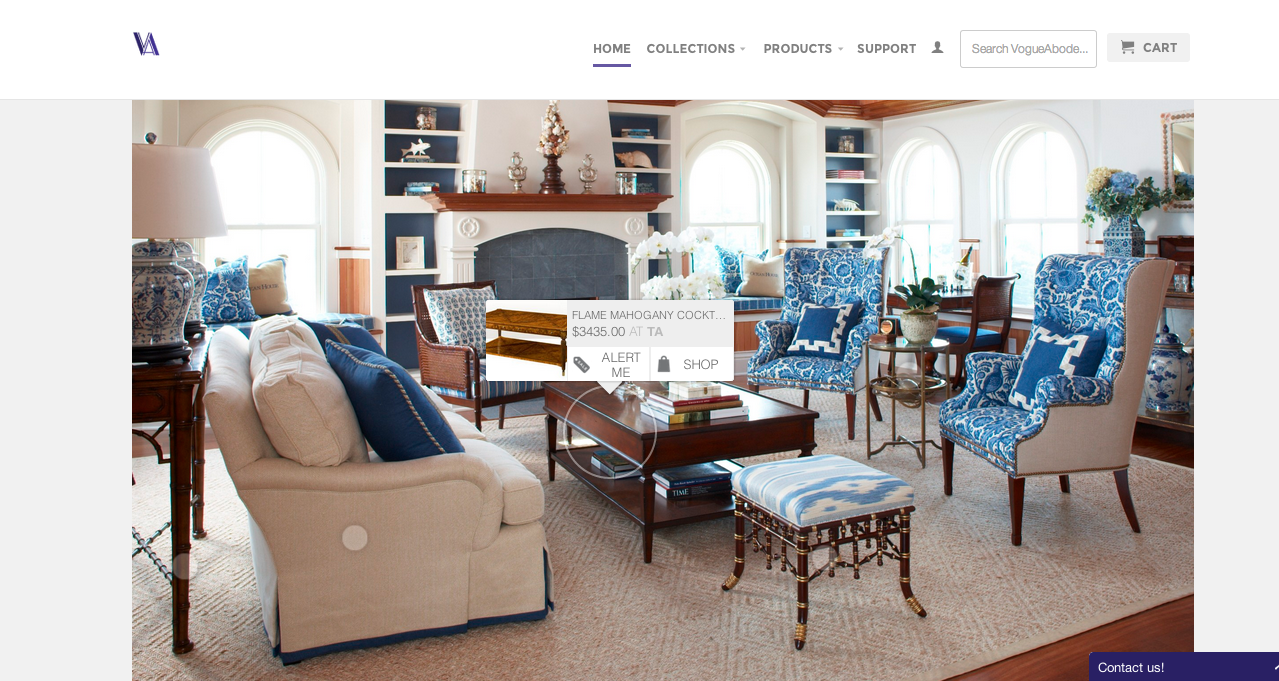 VA
HOME
COLLECTIONS
PRODUCTS
SUPPORT
Search VogueAbode...
CART
FLAME MAHOGANY COCKT...
$3435.00 AT TA
ALERT
ME
SHOP
TIME
Contact us!